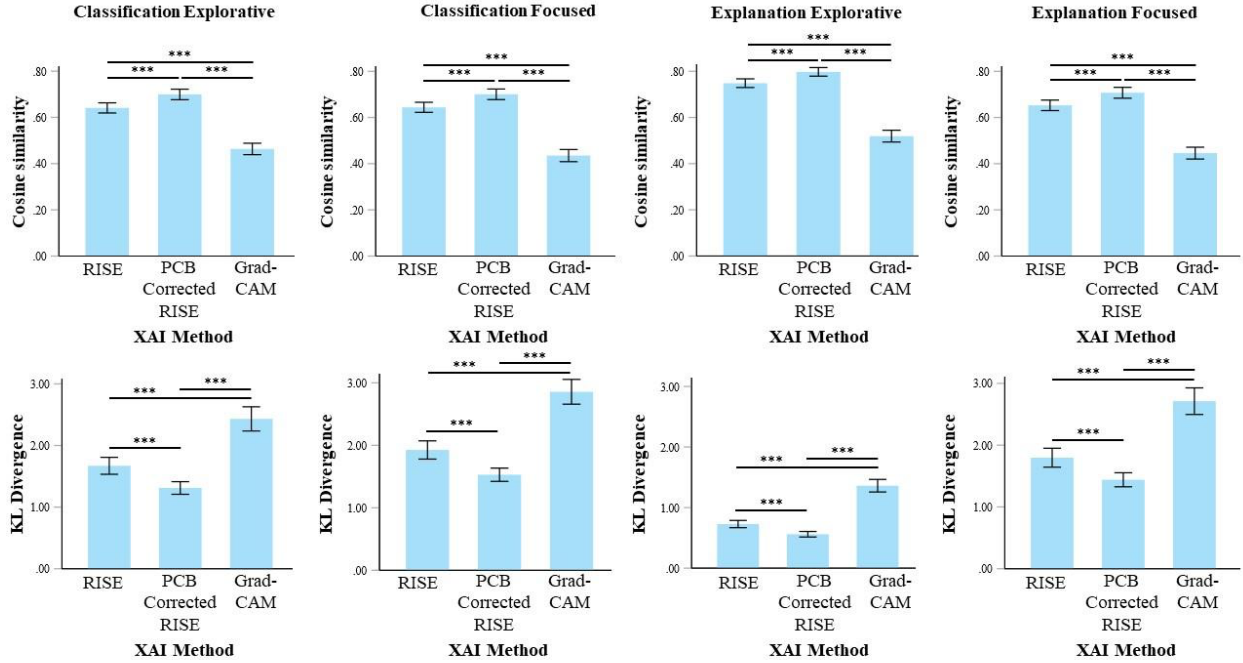 Classification Explorative
Classification Focused
Explanation Explorative
Explanation Focused
***
*** ***
.80
.60
.40
.20
.00
Cosine similarity
RISE PCB Grad-
Corrected CAM
RISE
XAI Method
***
*** ***
.80
.60
.40
.20
.00
Cosine similarity
RISE PCB Grad-
Corrected CAM
RISE
XAI Method
***
*** ***
.80
.60
.40
.20
.00
Cosine similarity
RISE PCB Grad-
Corrected CAM
RISE
XAI Method
***
*** ***
.80
.60
.40
.20
.00
Cosine similarity
RISE PCB Grad-
Corrected CAM
RISE
XAI Method
***
***
***
3.00
2.00
1.00
.00
KL Divergence
RISE PCB Grad-
Corrected CAM
RISE
XAI Method
***
***
***
3.00
2.00
1.00
.00
KL Divergence
RISE PCB Grad-
Corrected CAM
RISE
XAI Method
***
***
***
3.00
2.00
1.00
.00
KL Divergence
RISE PCB Grad-
Corrected CAM
RISE
XAI Method
***
***
***
3.00
2.00
1.00
.00
KL Divergence
RISE PCB Grad-
Corrected CAM
RISE
XAI Method